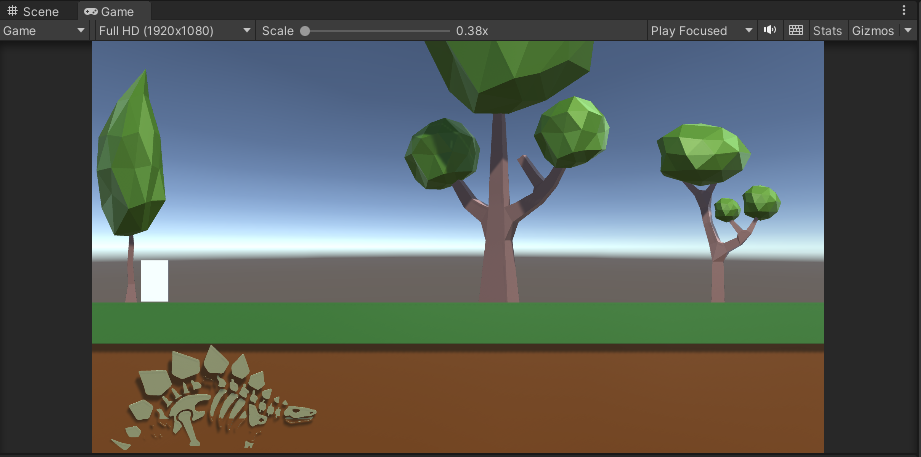 Scene Game
Game Full HD (1920x1080) Scale 0.38x Play Focused Stats Gizmos